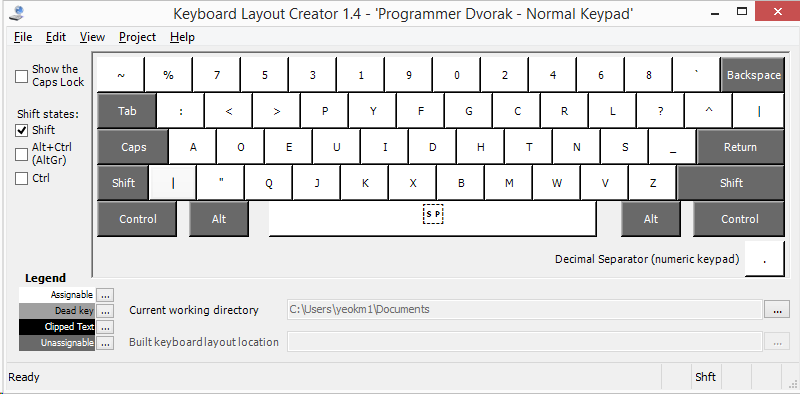 Keyboard Layout Creator 1.4 - 'Programmer Dvorak - Normal Keypad'
File Edit View Project Help
Show the
Caps Lock
~ % 7 5 3 1 9 0 2 4 6 8 ` Backspace
Tab : < > P Y F G C R L ? ^ |
Shift states:
Shift
Alt+Ctrl
(AltGr)
Ctrl
Caps A O E U I D H T N S _ Return
Shift | " Q J K X B M W V Z Shift
Control Alt SP Alt Control
Decimal Separator (numeric keypad) .
Legend
Assignable ...
Dead key ...
Clipped Text ...
Unassignable ...
Current working directory C:\Users\yeokm1\Documents ...
Built keyboard layout location ...
Ready Shft